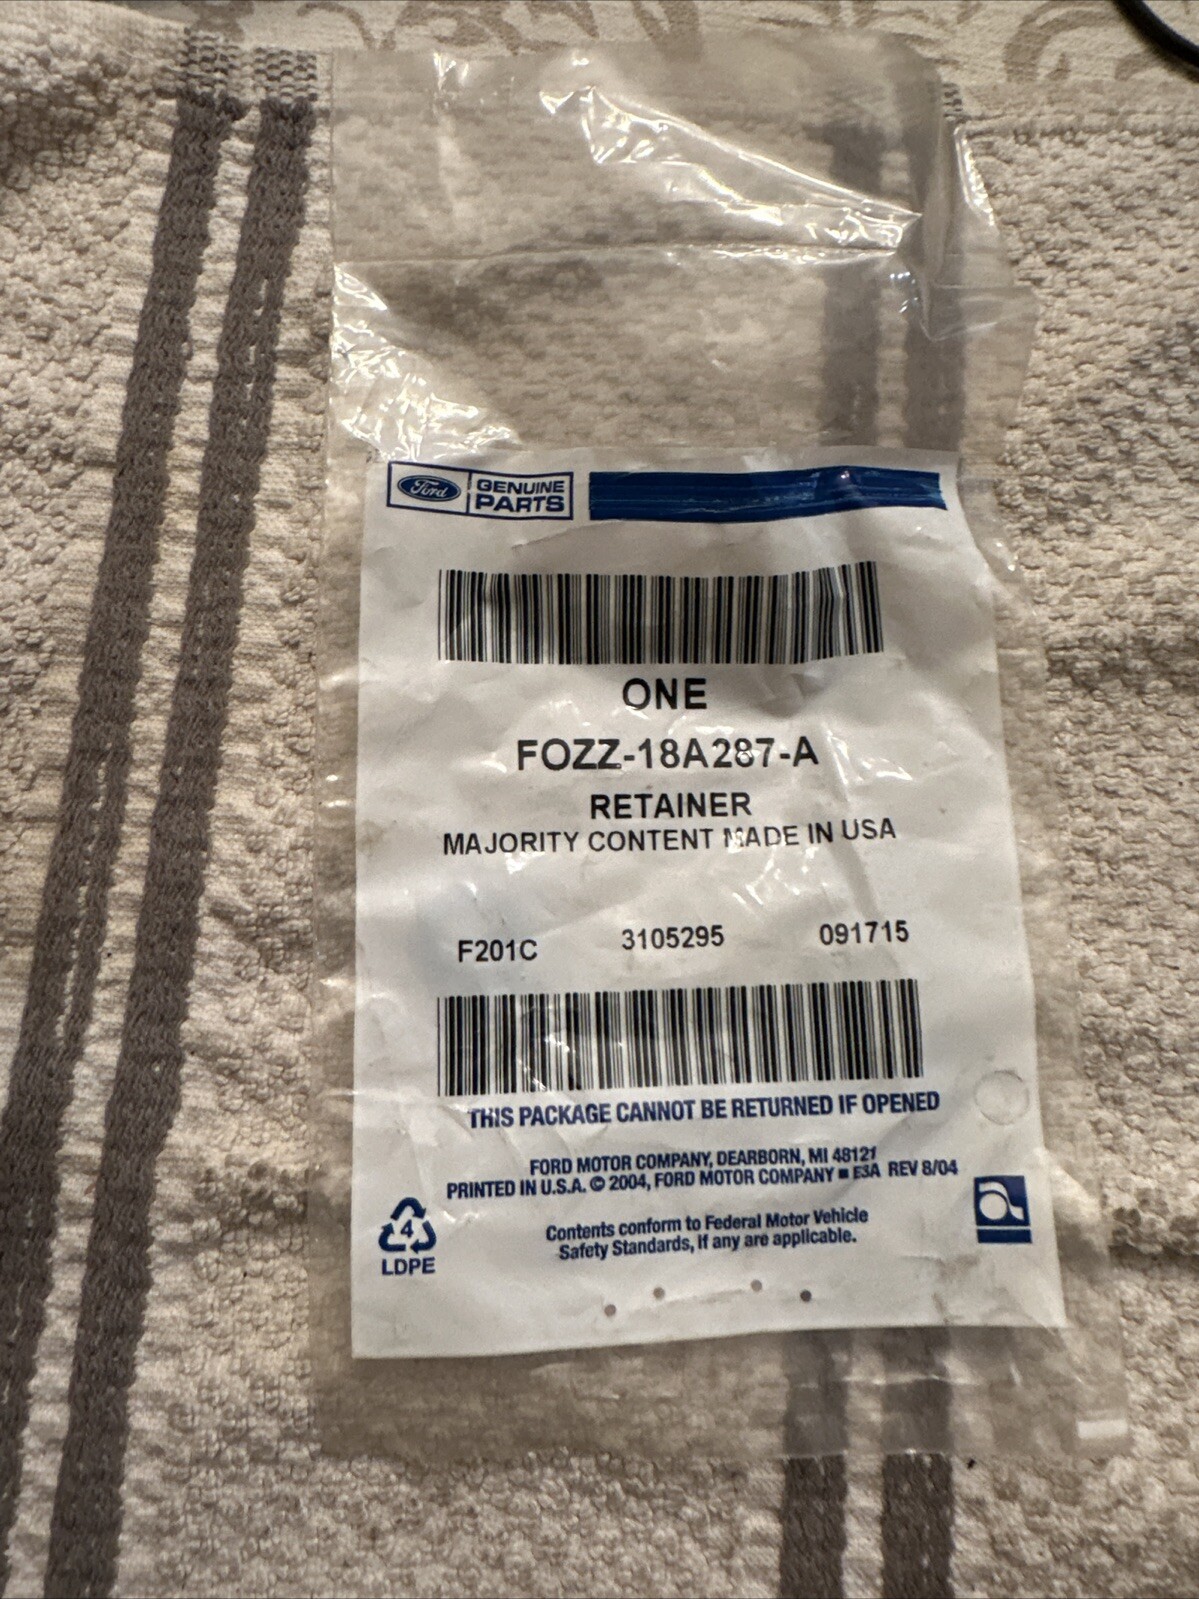 Ford GENUINE PARTS
ONE
FOZZ-18A287-A
RETAINER
MAJORITY CONTENT MADE IN USA
F201C 3105295 091715
THIS PACKAGE CANNOT BE RETURNED IF OPENED
FORD MOTOR COMPANY, DEARBORN, MI 48121
PRINTED IN U.S.A. © 2004, FORD MOTOR COMPANY ■ E3A REV 8/04
Contents conform to Federal Motor Vehicle
Safety Standards, if any are applicable.
4
LDPE